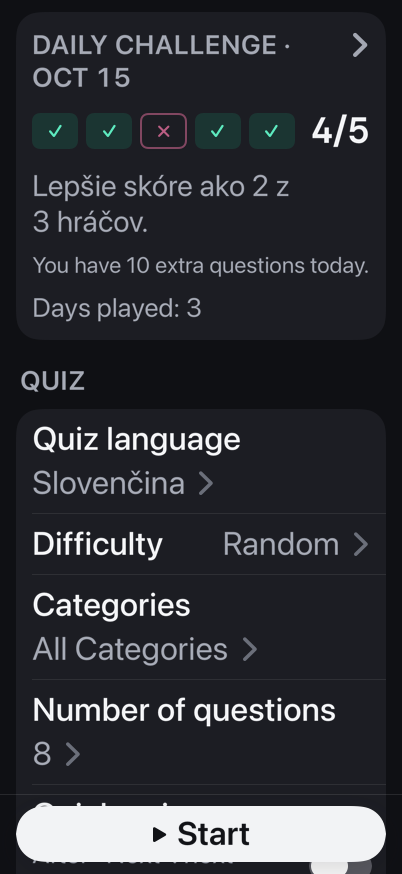 DAILY CHALLENGE ·
OCT 15
4/5
Lepšie skóre ako 2 z
3 hráčov.
You have 10 extra questions today.
Days played: 3
QUIZ
Quiz language
Slovenčina
Difficulty Random
Categories
All Categories
Number of questions
8
Start